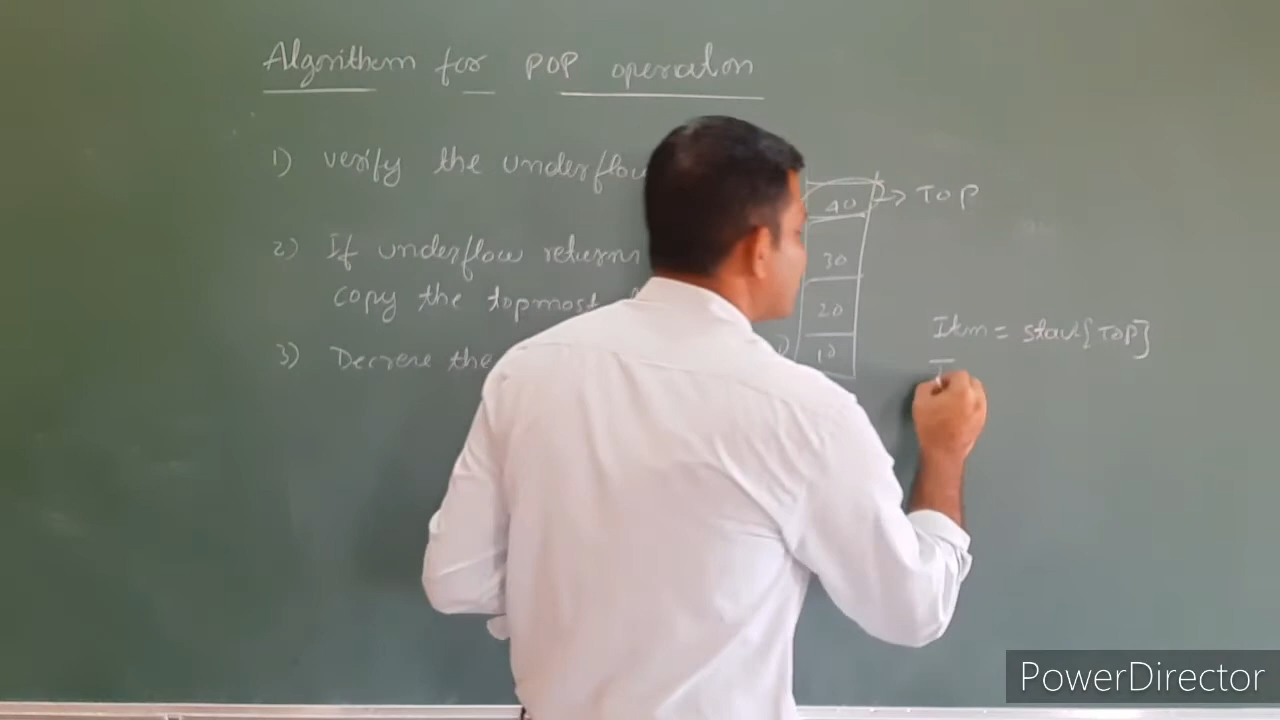 Algorithm for POP operation
1) verify the underflow
2) If underflow returns
copy the topmost
3) Decrese the
40 → TOP
30
20
10
Item = stack[TOP]
PowerDirector